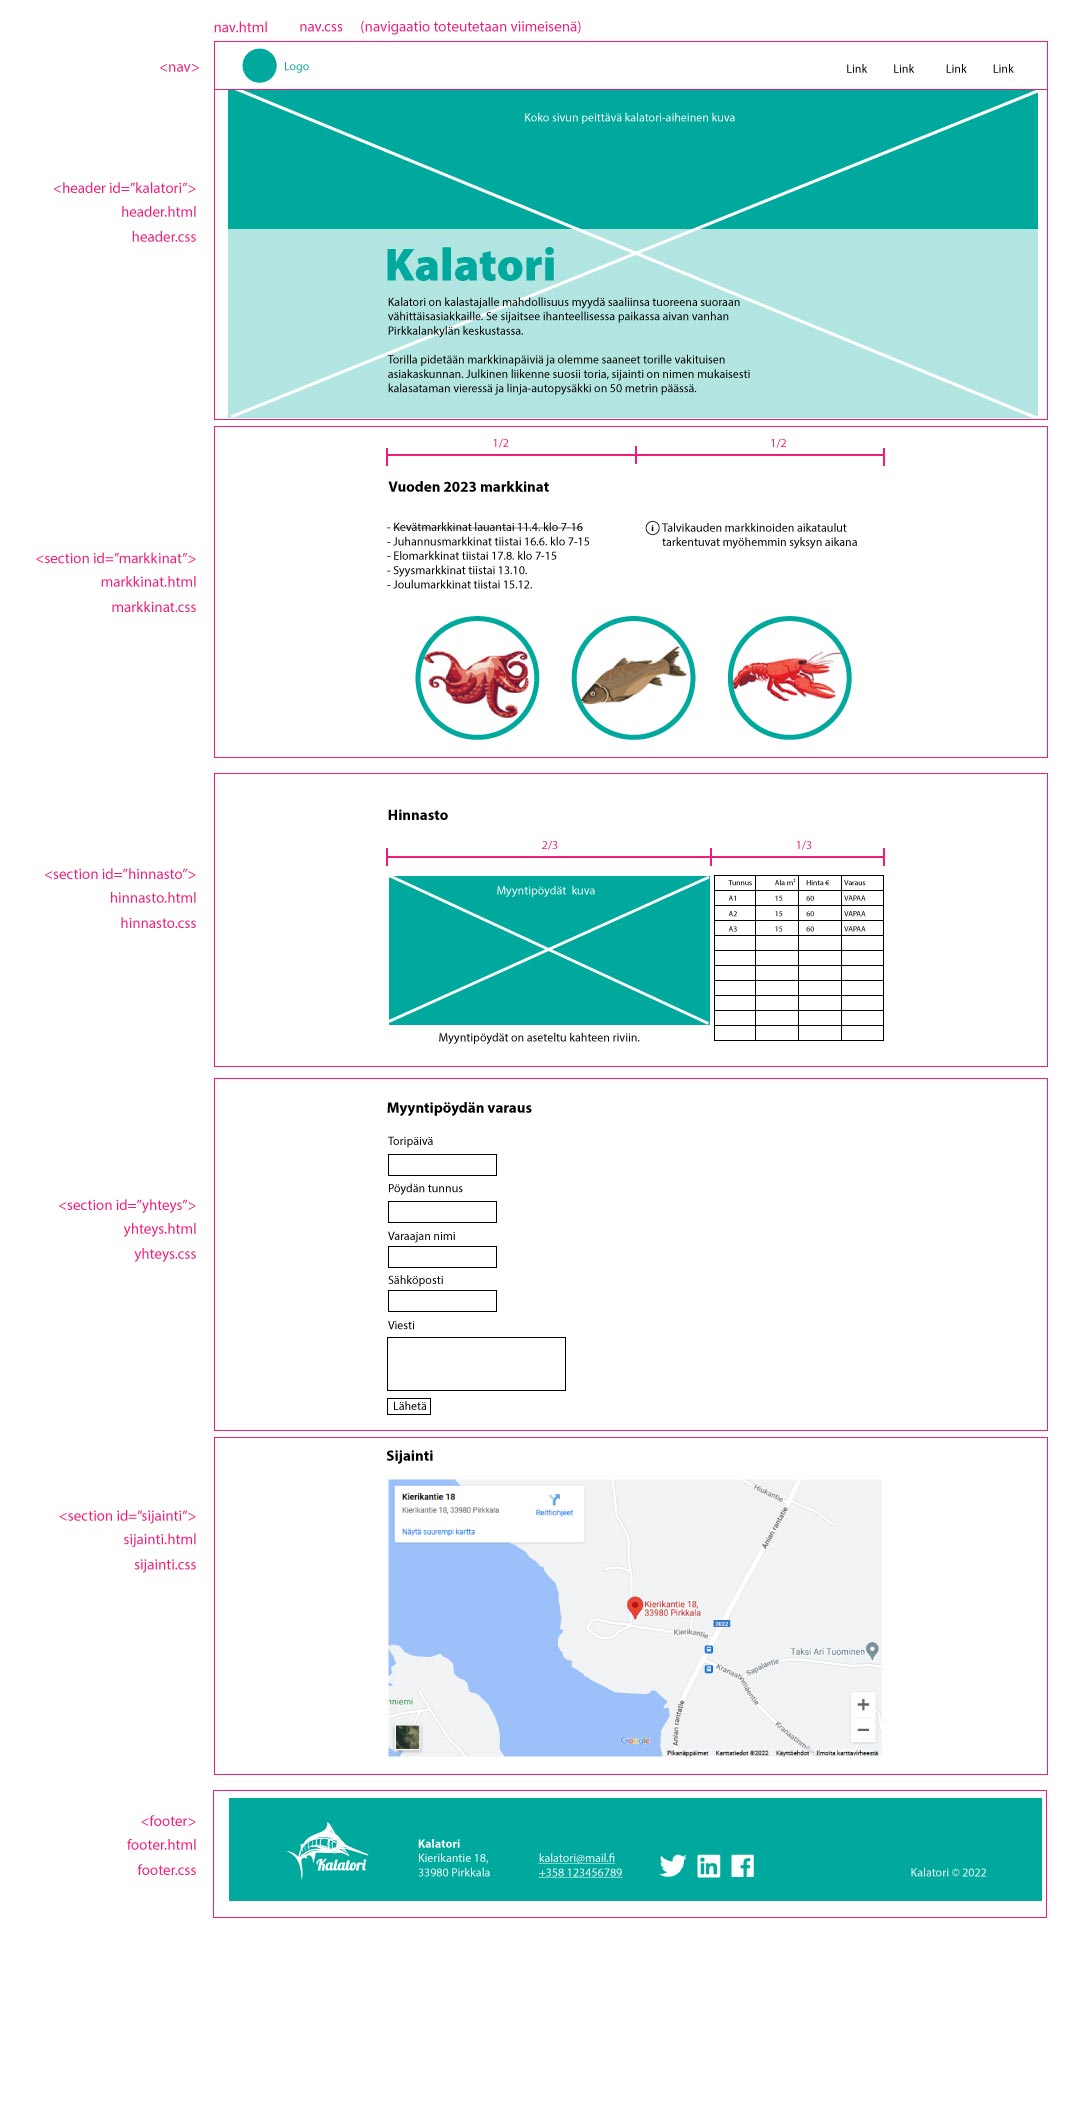 nav.html nav.css (navigaatio toteutetaan viimeisenä)
<nav>
Logo
Link Link Link Link
Koko sivun peittävä kalatori-aiheinen kuva
<header id=”kalatori”>
header.html
header.css
Kalatori
Kalatori on kalastajalle mahdollisuus myydä saaliinsa tuoreena suoraan
vähittäisasiakkaille. Se sijaitsee ihanteellisessa paikassa aivan vanhan
Pirkkalankylän keskustassa.
Torilla pidetään markkinapäiviä ja olemme saaneet torille vakituisen
asiakaskunnan. Julkinen liikenne suosii toria, sijainti on nimen mukaisesti
kalasataman vieressä ja linja-autopysäkki on 50 metrin päässä.
1/2 1/2
Vuoden 2023 markkinat
<section id=”markkinat”>
markkinat.html
markkinat.css
- Kevätmarkkinat lauantai 11.4. klo 7-16
- Juhannusmarkkinat tiistai 16.6. klo 7-15
- Elomarkkinat tiistai 17.8. klo 7-15
- Syysmarkkinat tiistai 13.10.
- Joulumarkkinat tiistai 15.12.
i Talvikauden markkinoiden aikataulut
tarkentuvat myöhemmin syksyn aikana
Hinnasto
2/3 1/3
<section id=”hinnasto”>
hinnasto.html
hinnasto.css
Myyntipöydät kuva
Tunnus Ala m² Hinta € Varaus
A1 15 60 VAPAA
A2 15 60 VAPAA
A3 15 60 VAPAA
Myyntipöydät on aseteltu kahteen riviin.
Myyntipöydän varaus
<section id=”yhteys”>
yhteys.html
yhteys.css
Toripäivä
Pöydän tunnus
Varaajan nimi
Sähköposti
Viesti
Lähetä
Sijainti
<section id=”sijainti”>
sijainti.html
sijainti.css
Kierikantie 18
Kierikantie 18, 33980 Pirkkala
Reittiohjeet
Näytä suurempi kartta
Hiukantie
Anian rantatie
Kierikantie 18,
33980 Pirkkala
3022
Kierikantie
Taksi Ari Tuominen
Sapalantie
Kranaatinmäentie
Kranaatinm
Anian rantatie
nniemi
+
−
Google
Pikanäppäimet Karttatiedot ©2022 Käyttöehdot Ilmoita karttavirheestä
<footer>
footer.html
footer.css
Kalatori
Kalatori
Kierikantie 18,
33980 Pirkkala
kalatori@mail.fi
+358 123456789
in
Kalatori © 2022